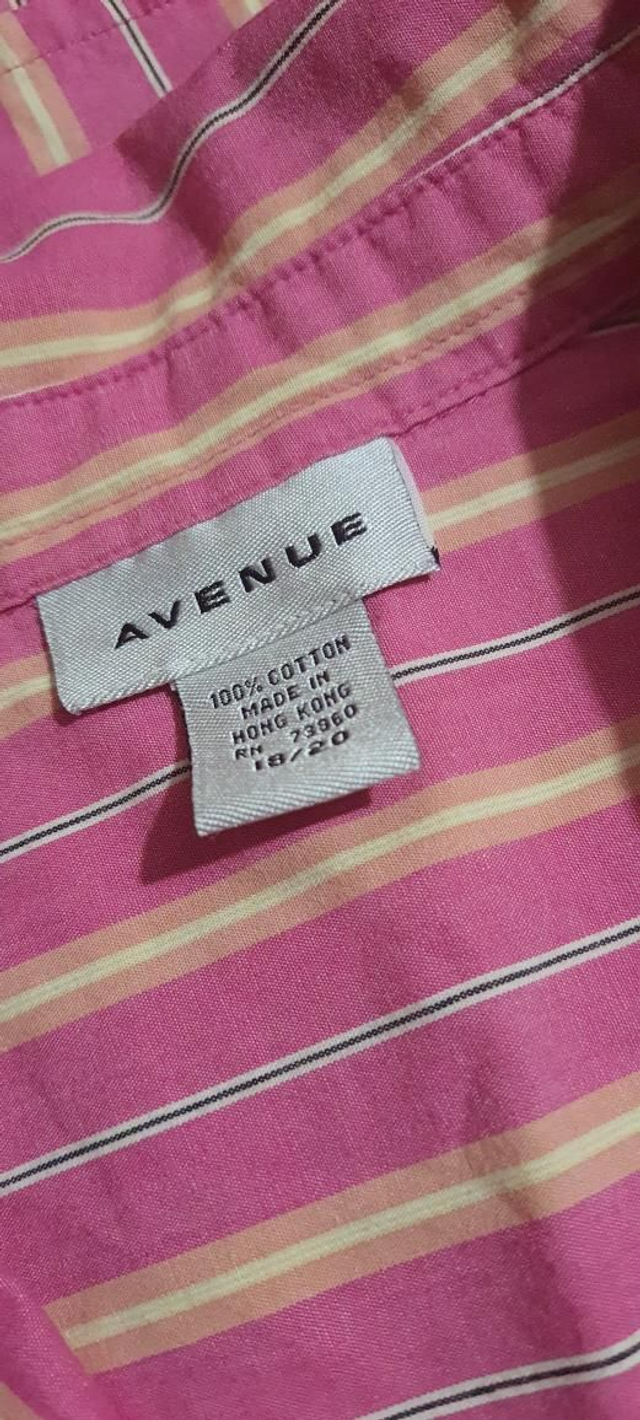 AVENUE
100% COTTON
MADE IN
HONG KONG
RN 73960
18/20